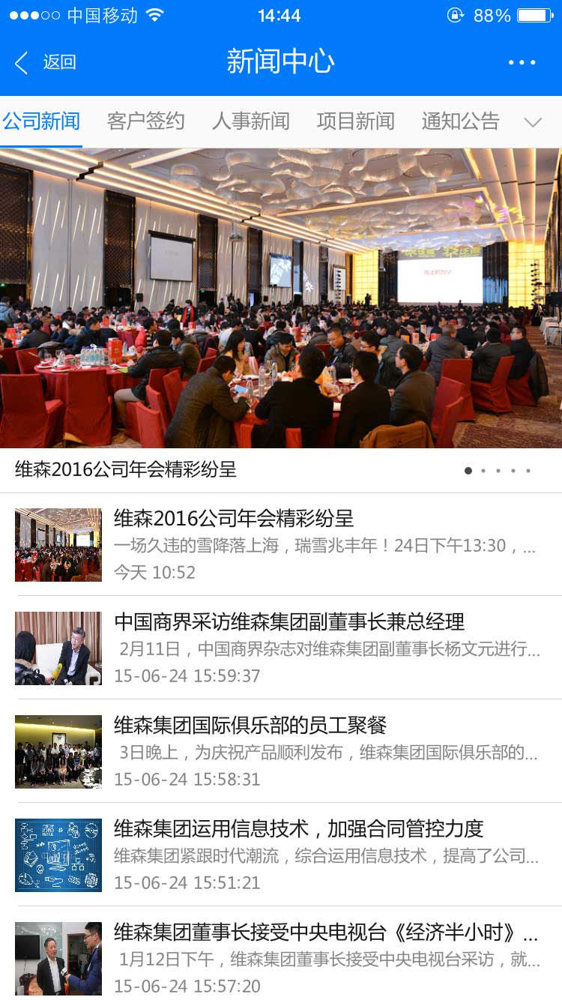 中国移动 14:44 88%
返回 新闻中心
公司新闻 客户签约 人事新闻 项目新闻 通知公告
向上的力量
维森2016公司年会精彩纷呈
维森2016公司年会精彩纷呈
一场久违的雪降落上海，瑞雪兆丰年！24日下午13:30，...
今天 10:52
中国商界采访维森集团副董事长兼总经理
2月11日，中国商界杂志对维森集团副董事长杨文元进行...
15-06-24 15:59:37
维森集团国际俱乐部的员工聚餐
3日晚上，为庆祝产品顺利发布，维森集团国际俱乐部的...
15-06-24 15:58:31
维森集团运用信息技术，加强合同管控力度
维森集团紧跟时代潮流，综合运用信息技术，提高了公司...
15-06-24 15:51:21
维森集团董事长接受中央电视台《经济半小时》...
1月12日下午，维森集团董事长接受中央电视台采访，就...
15-06-24 15:57:20